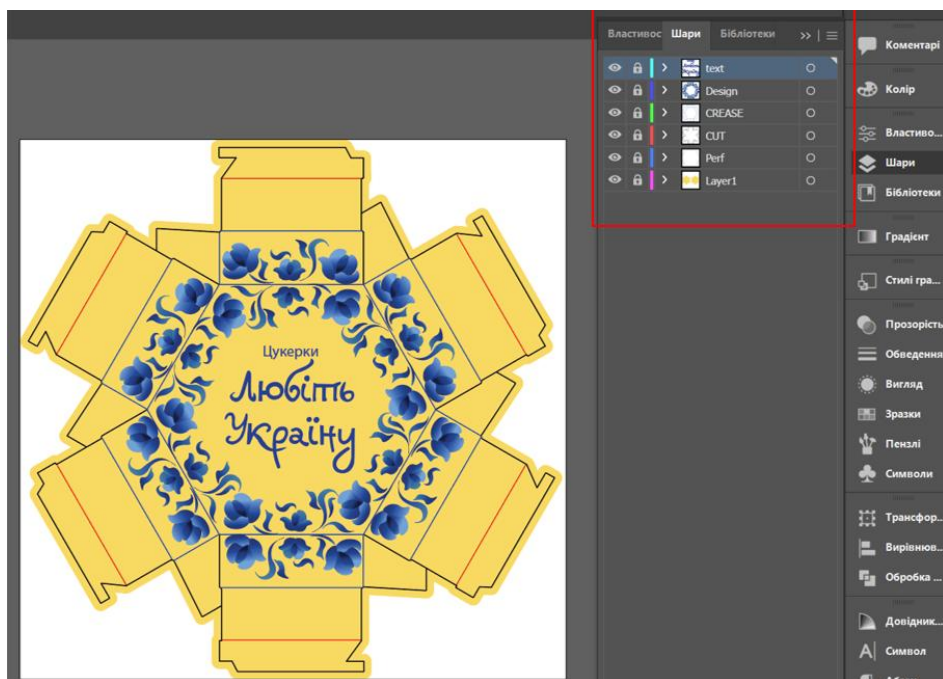 Властивос Шари Бібліотеки
text
Design
CREASE
CUT
Perf
Layer1
Цукерки
Любіть
Україну
Коментарі
Колір
Властиво...
Шари
Бібліотеки
Градієнт
Стилі гра...
Прозорість
Обведення
Вигляд
Зразки
Пензлі
Символи
Трансфор...
Вирівнюв...
Обробка ...
Довідник...
Символ